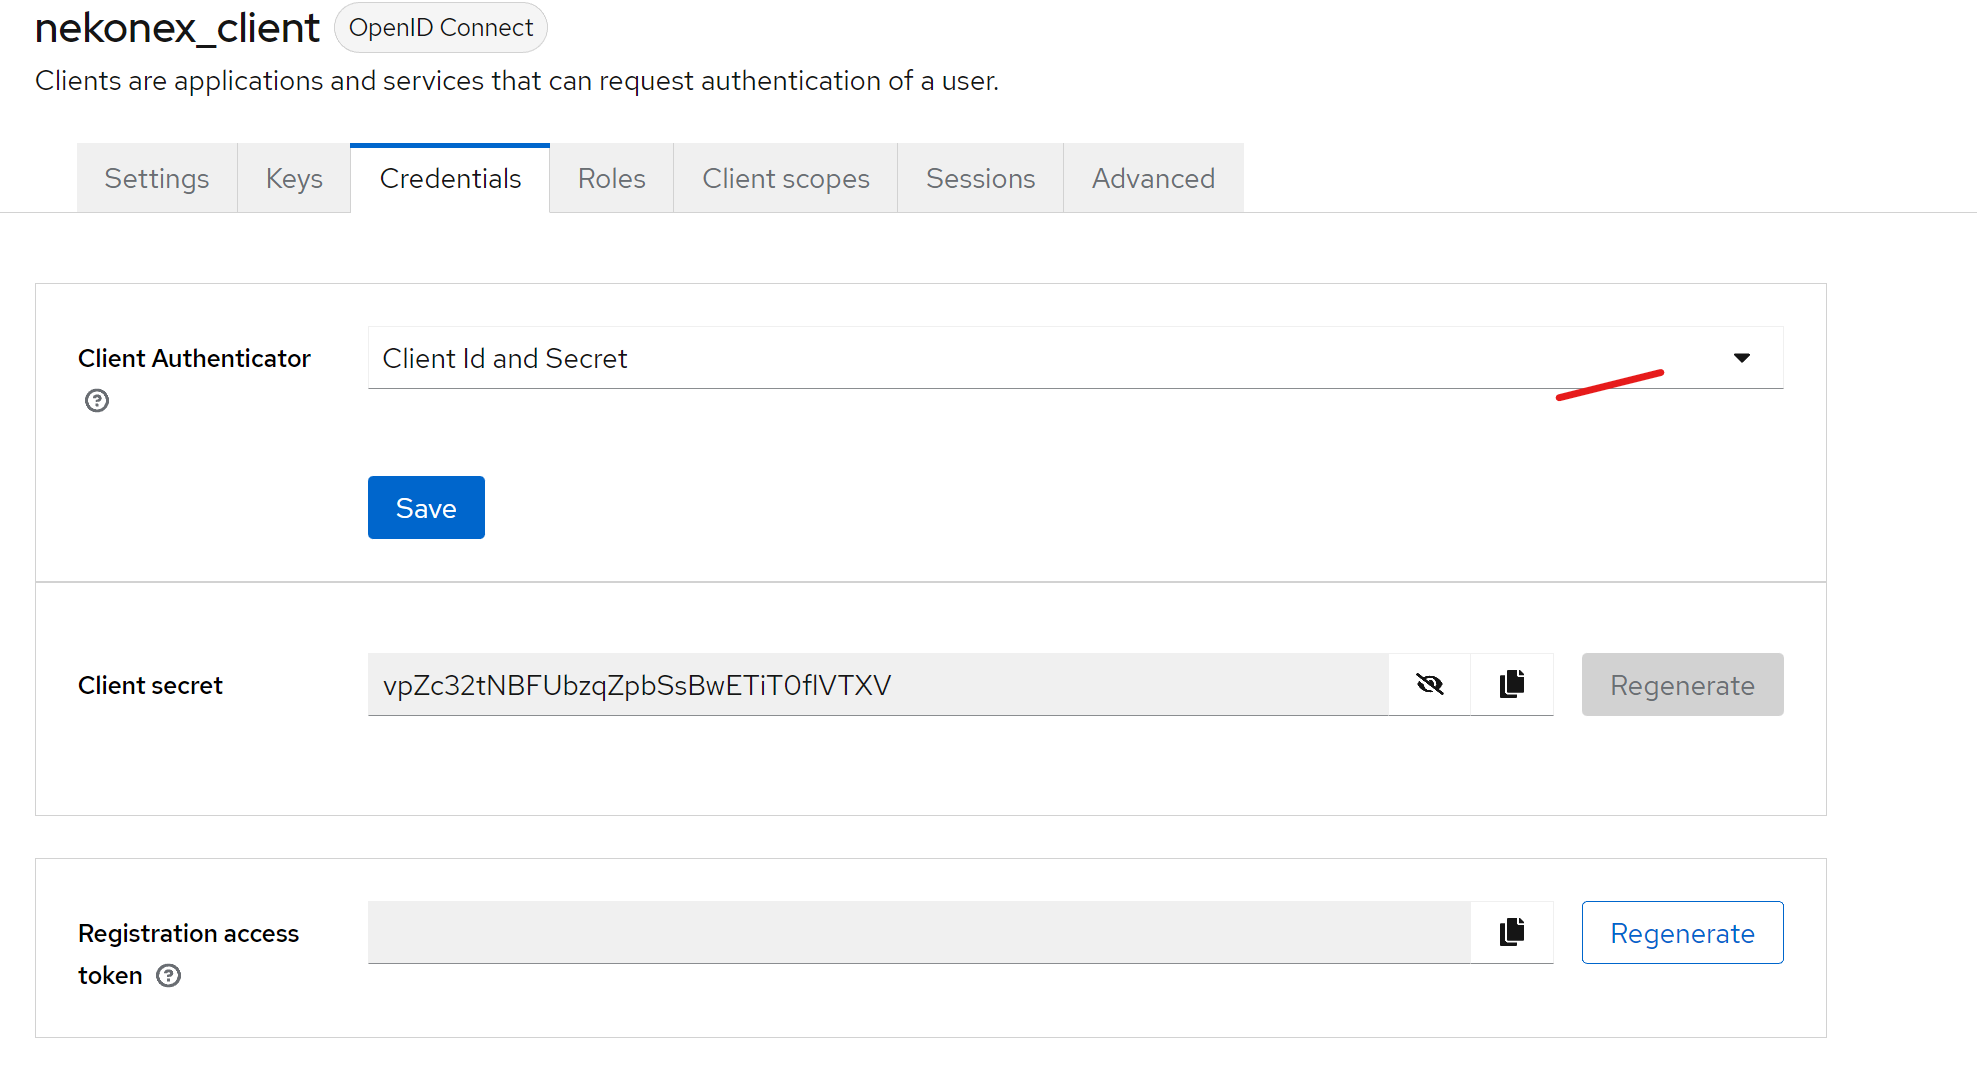 nekonex_client OpenID Connect
Clients are applications and services that can request authentication of a user.
Settings Keys Credentials Roles Client scopes Sessions Advanced
Client Authenticator Client Id and Secret
Save
Client secret vpZc32tNBFUbzqZpbSsBwETiT0flVTXV Regenerate
Registration access
token Regenerate